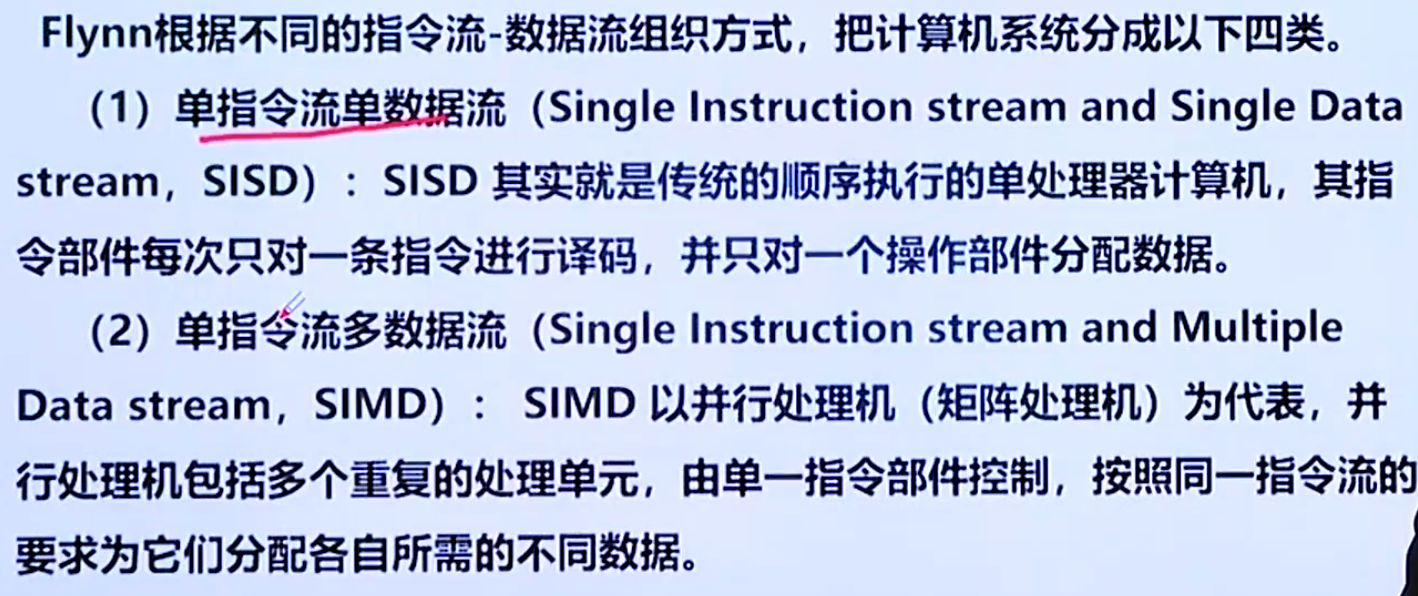 Flynn根据不同的指令流-数据流组织方式，把计算机系统分成以下四类。
（1）单指令流单数据流（Single Instruction stream and Single Data
stream，SISD）：SISD 其实就是传统的顺序执行的单处理器计算机，其指
令部件每次只对一条指令进行译码，并只对一个操作部件分配数据。
（2）单指令流多数据流（Single Instruction stream and Multiple
Data stream，SIMD）： SIMD 以并行处理机（矩阵处理机）为代表，并
行处理机包括多个重复的处理单元，由单一指令部件控制，按照同一指令流的
要求为它们分配各自所需的不同数据。